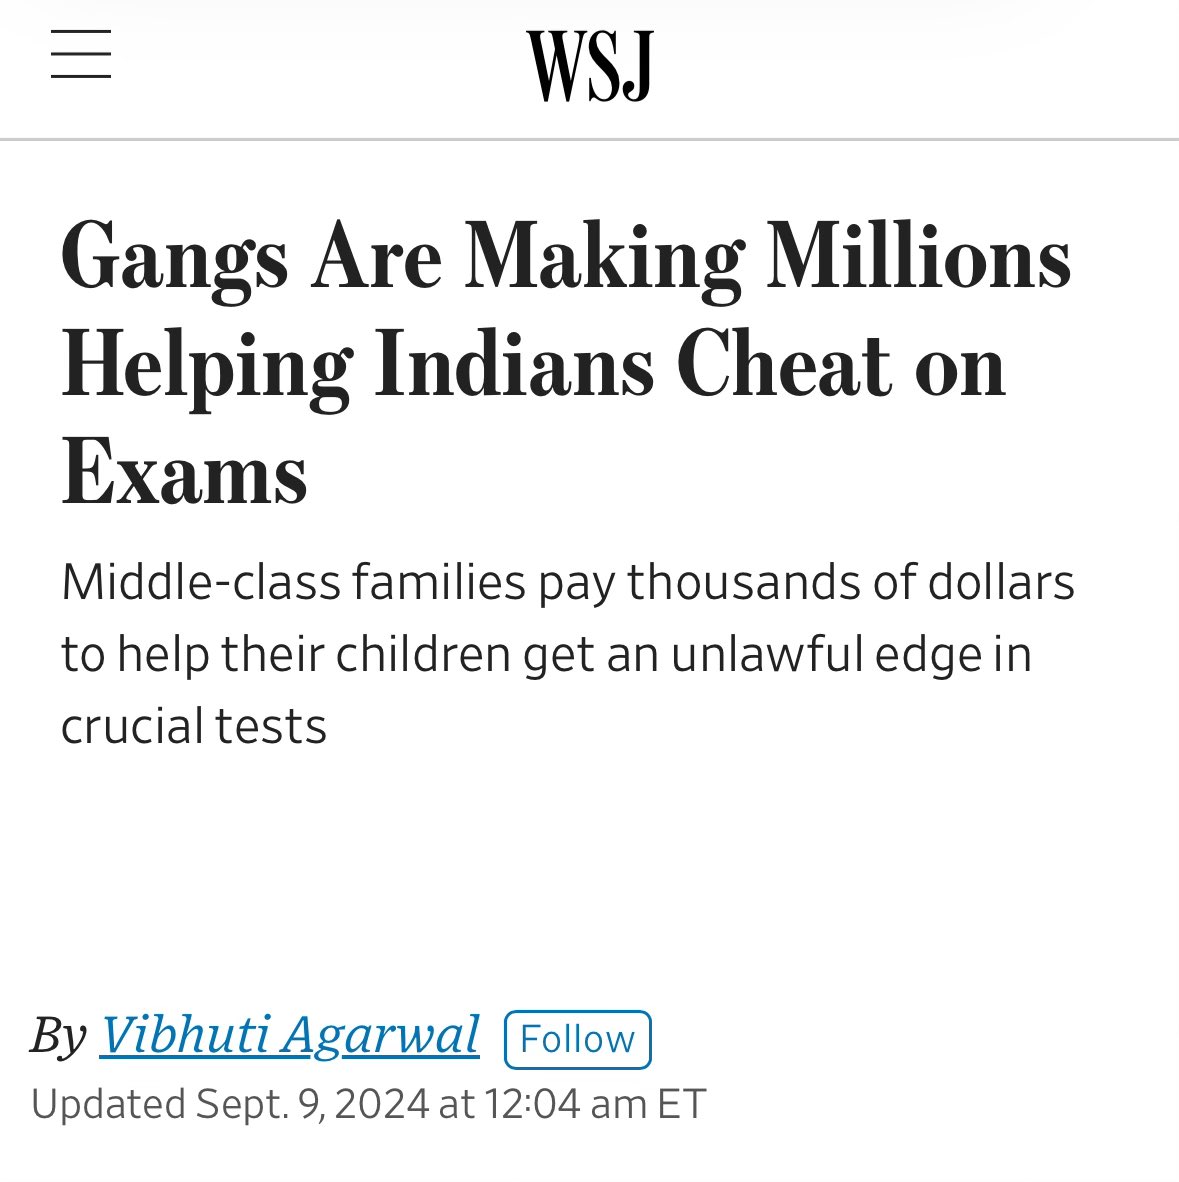 WSJ
Gangs Are Making Millions
Helping Indians Cheat on
Exams
Middle-class families pay thousands of dollars
to help their children get an unlawful edge in
crucial tests
By Vibhuti Agarwal Follow
Updated Sept. 9, 2024 at 12:04 am ET